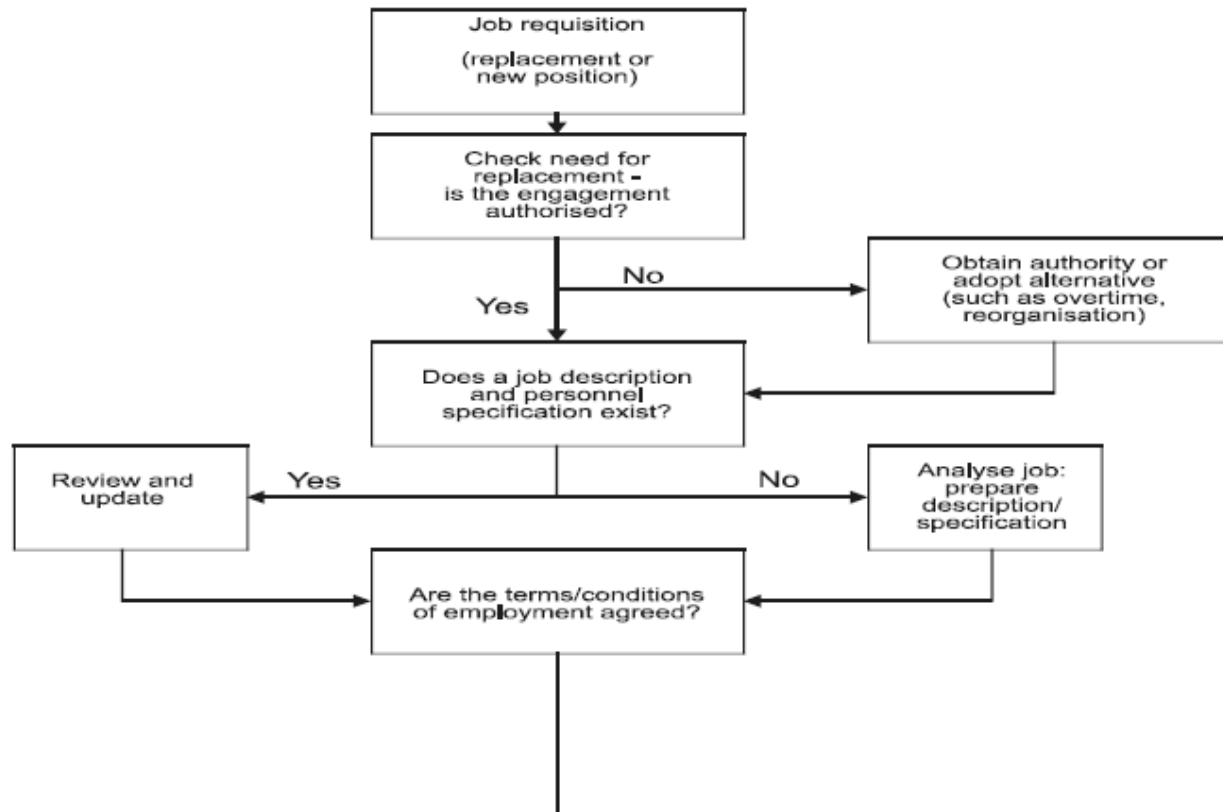 Job requisition
(replacement or
new position)
Check need for
replacement -
is the engagement
authorised?
No
Yes
Obtain authority or
adopt alternative
(such as overtime,
reorganisation)
Does a job description
and personnel
specification exist?
Review and
update
Yes
No
Analyse job:
prepare
description/
specification
Are the terms/conditions
of employment agreed?